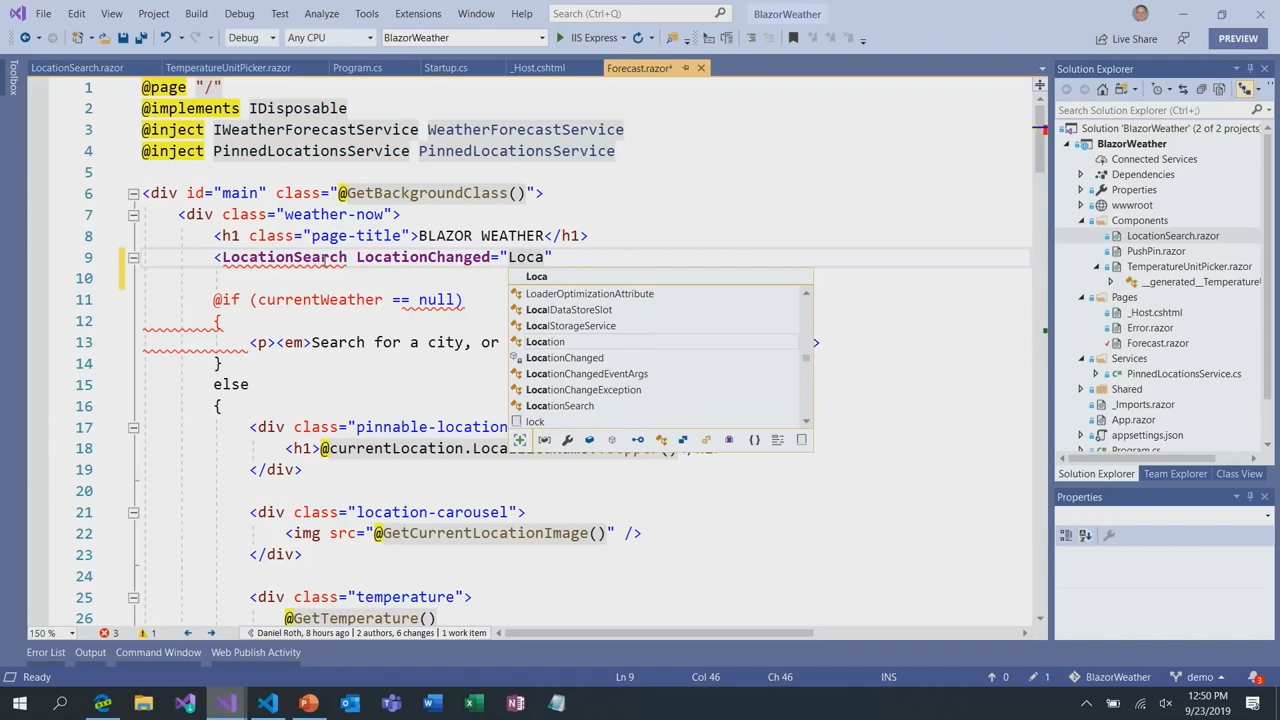 File Edit View Project Build Debug Test Analyze Tools Extensions Window Help Search (Ctrl+Q) BlazorWeather
Debug Any CPU BlazorWeather IIS Express Live Share PREVIEW
LocationSearch.razor TemperatureUnitPicker.razor Program.cs Startup.cs _Host.cshtml Forecast.razor*
Toolbox
1 @page "/"
2 @implements IDisposable
3 @inject IWeatherForecastService WeatherForecastService
4 @inject PinnedLocationsService PinnedLocationsService
5
6 <div id="main" class="@GetBackgroundClass()">
7 <div class="weather-now">
8 <h1 class="page-title">BLAZOR WEATHER</h1>
9 <LocationSearch LocationChanged="Loca"
10
11 @if (currentWeather == null)
12 {
13 <p><em>Search for a city, or >
14 }
15 else
16 {
17 <div class="pinnable-location
18 <h1>@currentLocation.Loca
19 </div>
20
21 <div class="location-carousel">
22 <img src="@GetCurrentLocationImage()" />
23 </div>
24
25 <div class="temperature">
26 @GetTemperature()
Loca
LoaderOptimizationAttribute
LocalDataStoreSlot
LocalStorageService
Location
LocationChanged
LocationChangedEventArgs
LocationChangeException
LocationSearch
lock
150 % 3 1 Daniel Roth, 8 hours ago | 2 authors, 6 changes | 1 work item
Error List Output Command Window Web Publish Activity
Ready Ln 9 Col 46 Ch 46 INS 0 1 BlazorWeather demo 3
Solution Explorer
Search Solution Explorer (Ctrl+;)
Solution 'BlazorWeather' (2 of 2 projects)
BlazorWeather
Connected Services
Dependencies
Properties
wwwroot
Components
LocationSearch.razor
PushPin.razor
TemperatureUnitPicker.razor
__generated__Temperature
Pages
_Host.cshtml
Error.razor
Forecast.razor
Services
PinnedLocationsService.cs
Shared
_Imports.razor
App.razor
appsettings.json
Program.cs
Solution Explorer Team Explorer Class View
Properties
12:50 PM
9/23/2019